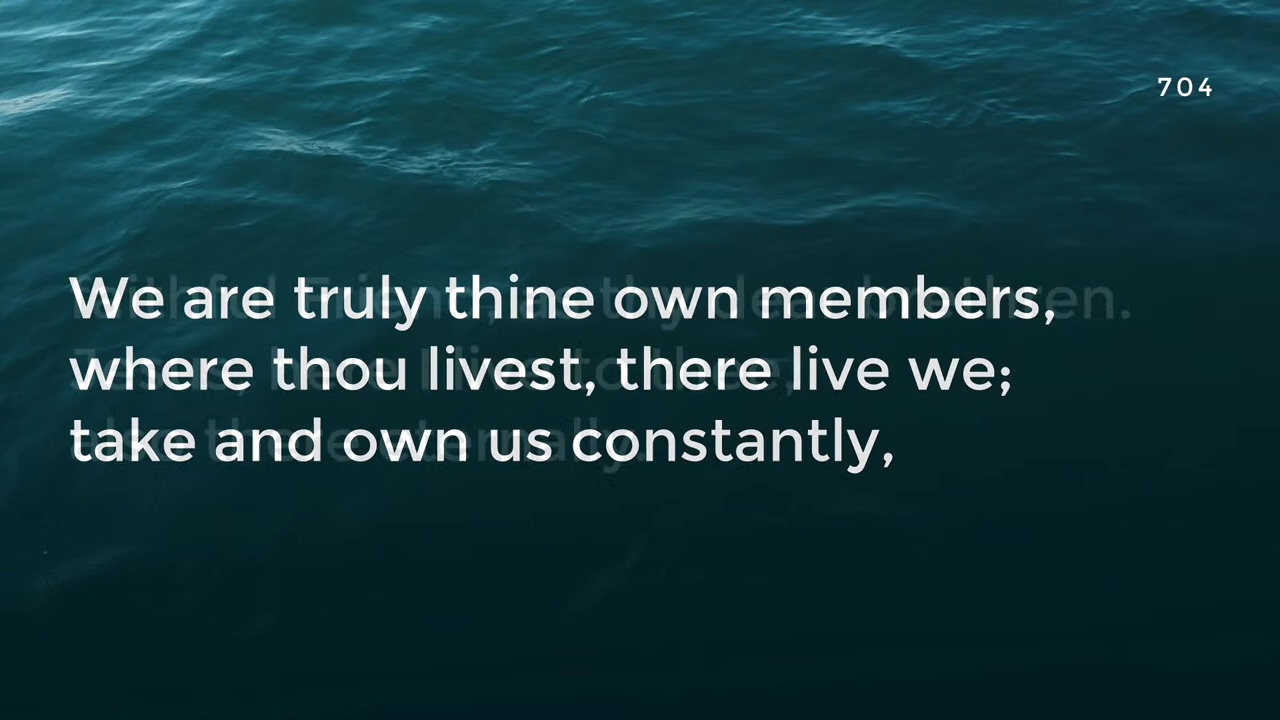 704
We are truly thine own members,
where thou livest, there live we;
take and own us constantly,